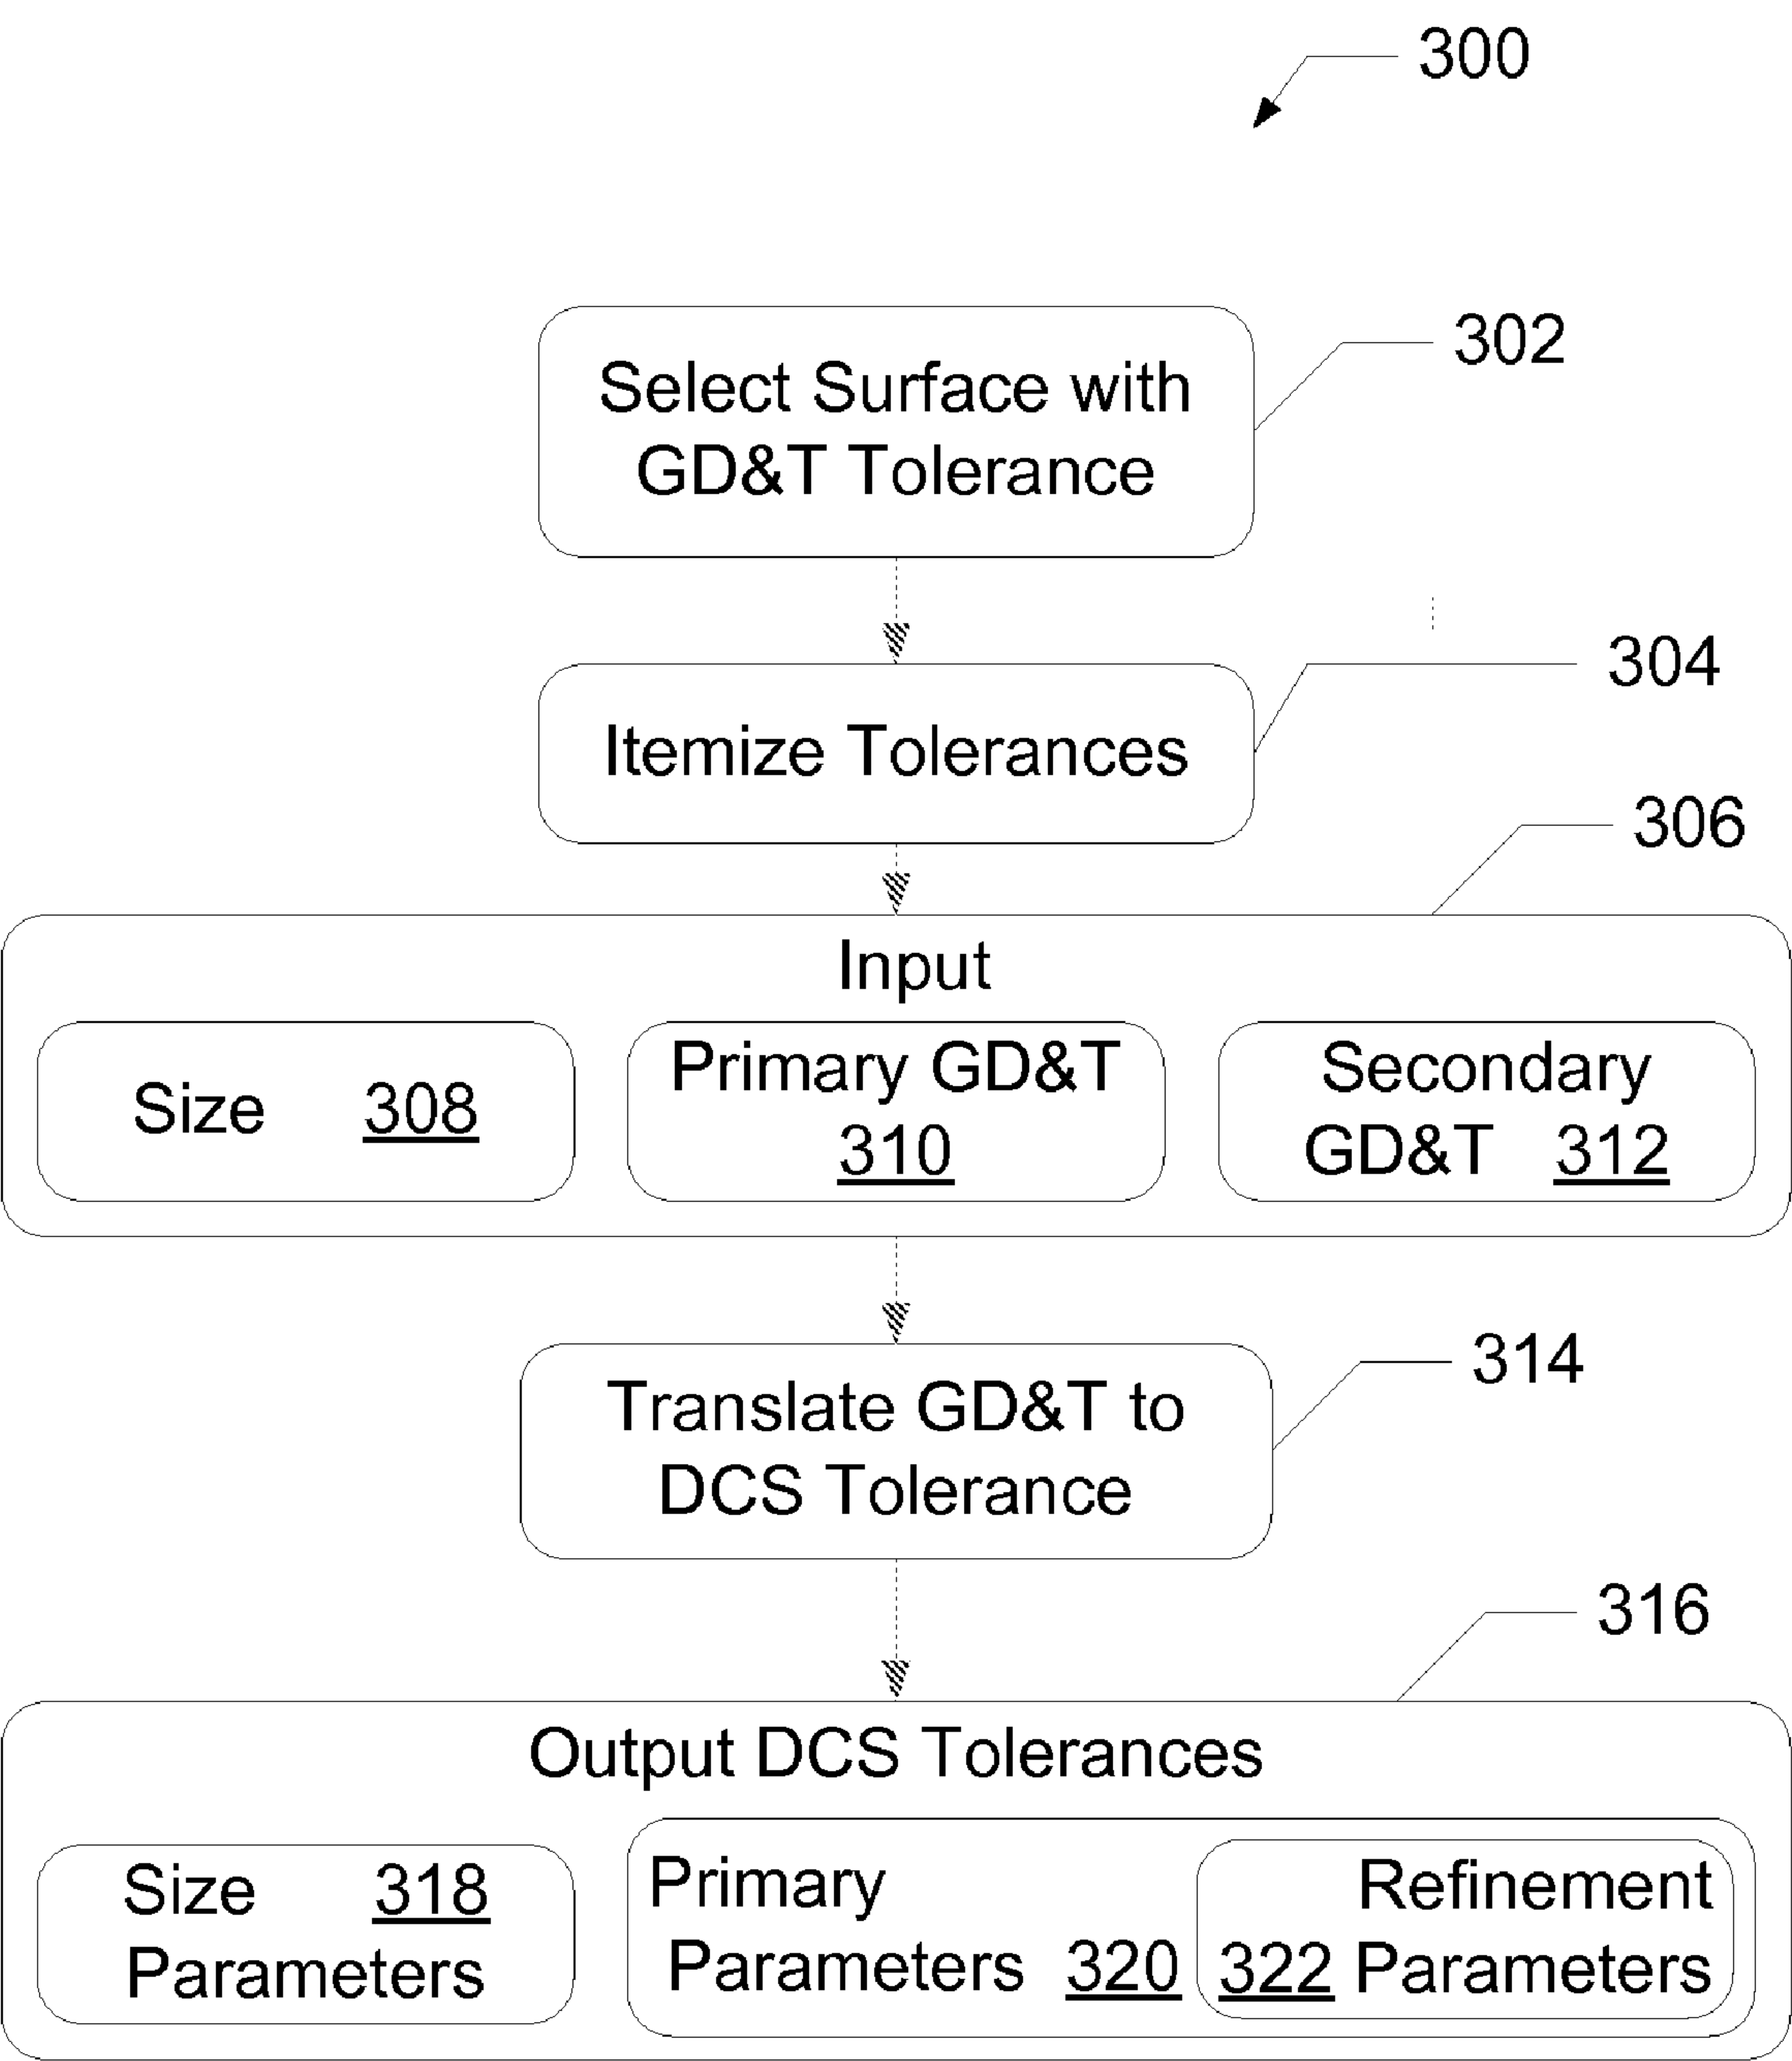 300
Select Surface with
GD&T Tolerance
302
Itemize Tolerances
304
306
Input
Size 308
Primary GD&T
310
Secondary
GD&T 312
Translate GD&T to
DCS Tolerance
314
316
Output DCS Tolerances
Size 318
Parameters
Primary
Parameters 320
Refinement
322 Parameters